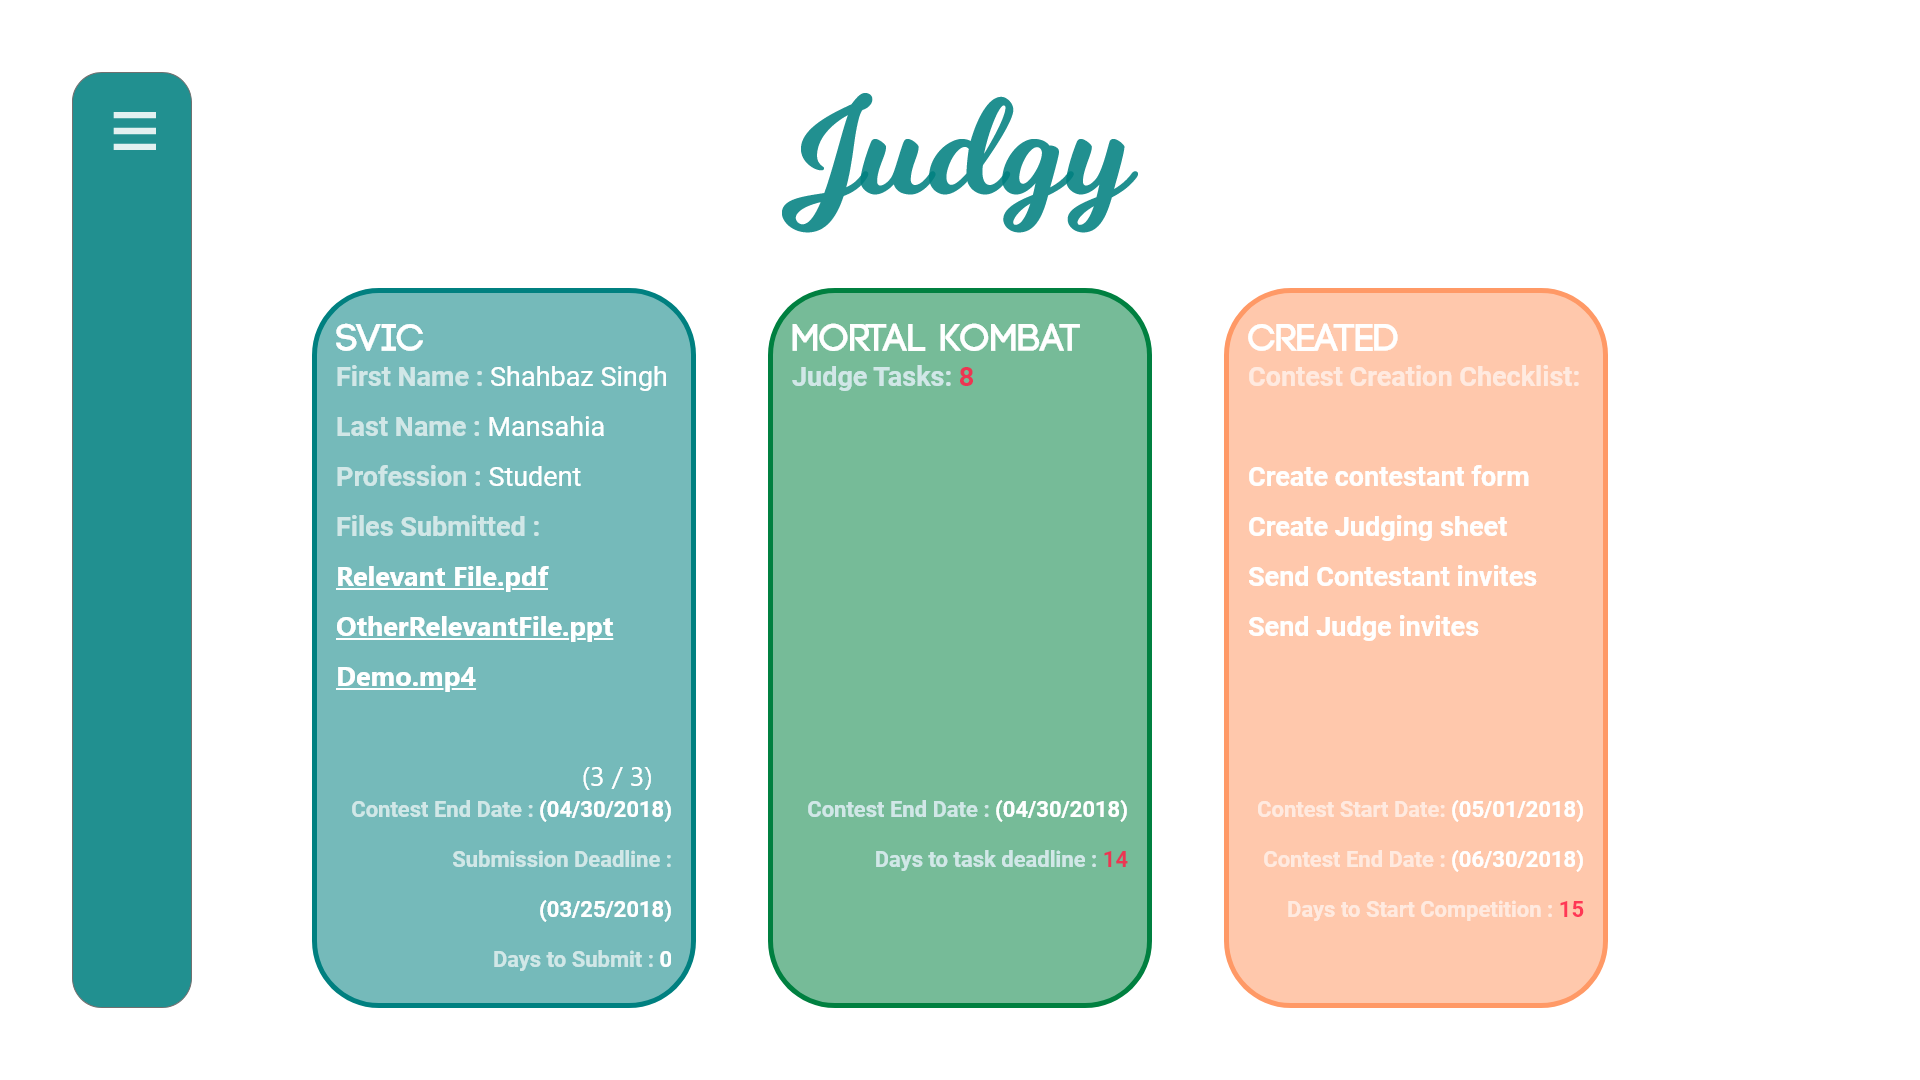 Judgy
SVIC
First Name : Shahbaz Singh
Last Name : Mansahia
Profession : Student
Files Submitted :
Relevant File.pdf
OtherRelevantFile.ppt
Demo.mp4
(3 / 3)
Contest End Date : (04/30/2018)
Submission Deadline :
(03/25/2018)
Days to Submit : 0
MORTAL KOMBAT
Judge Tasks: 8
Contest End Date : (04/30/2018)
Days to task deadline : 14
CREATED
Contest Creation Checklist:
Create contestant form
Create Judging sheet
Send Contestant invites
Send Judge invites
Contest Start Date: (05/01/2018)
Contest End Date : (06/30/2018)
Days to Start Competition : 15